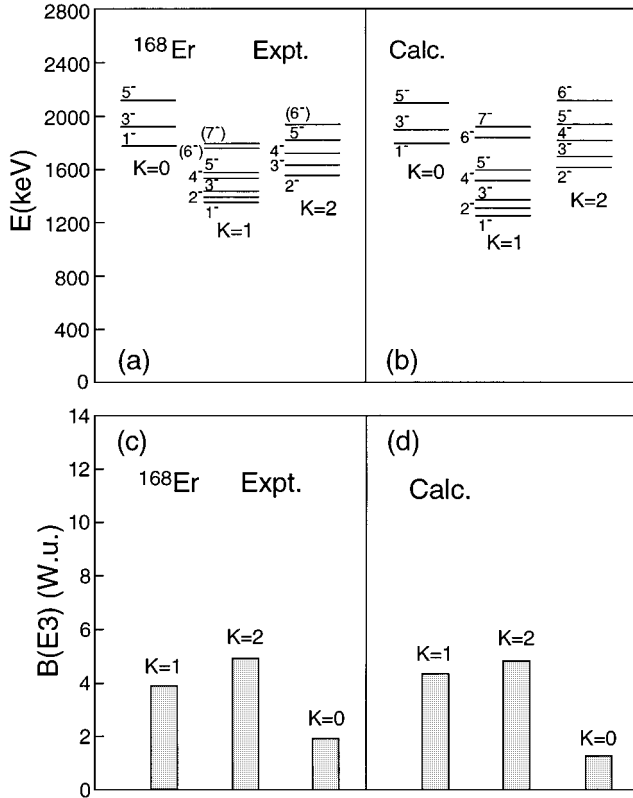 2800
2400
2000
1600
1200
800
400
0
E(keV)
¹⁶⁸Er Expt.
5⁻
3⁻
1⁻
K=0
(7⁻)
(6⁻)
5⁻
4⁻
3⁻
2⁻
1⁻
K=1
(6⁻)
5⁻
4⁻
3⁻
2⁻
K=2
(a)
Calc.
5⁻
3⁻
1⁻
K=0
7⁻
6⁻
5⁻
4⁻
3⁻
2⁻
1⁻
K=1
6⁻
5⁻
4⁻
3⁻
2⁻
K=2
(b)
14
12
10
8
6
4
2
0
B(E3) (W.u.)
(c)
¹⁶⁸Er Expt.
K=1
K=2
K=0
(d)
Calc.
K=1
K=2
K=0